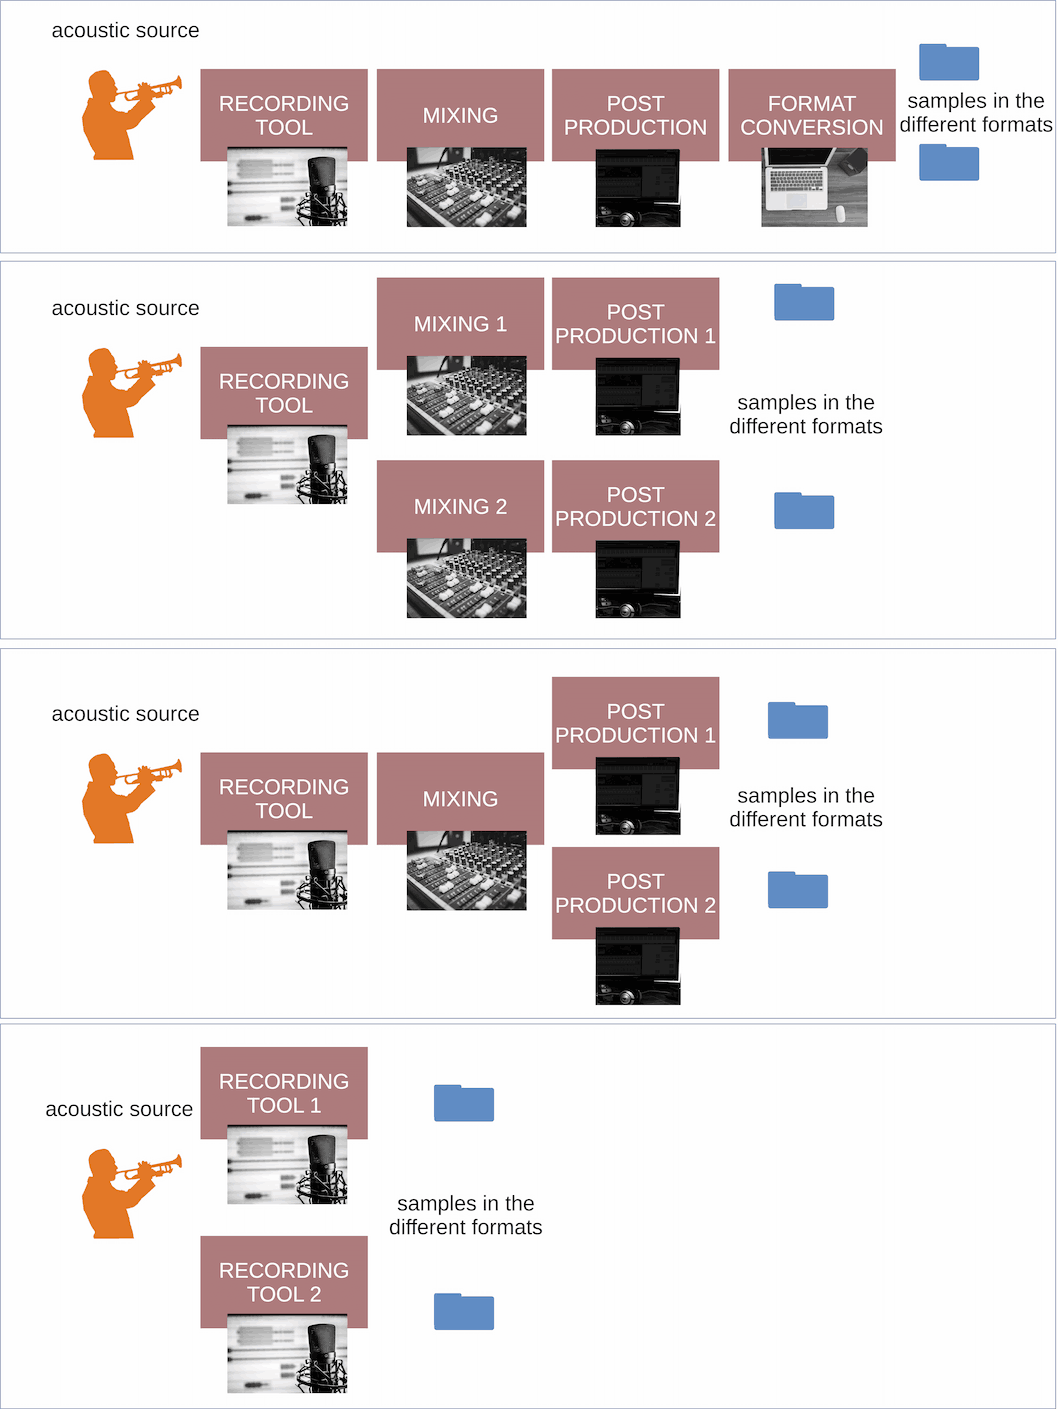 acoustic source
RECORDING
TOOL
MIXING
POST
PRODUCTION
FORMAT
CONVERSION
samples in the
different formats
acoustic source
RECORDING
TOOL
MIXING 1
POST
PRODUCTION 1
samples in the
different formats
MIXING 2
POST
PRODUCTION 2
acoustic source
RECORDING
TOOL
MIXING
POST
PRODUCTION 1
samples in the
different formats
POST
PRODUCTION 2
acoustic source
RECORDING
TOOL 1
samples in the
different formats
RECORDING
TOOL 2